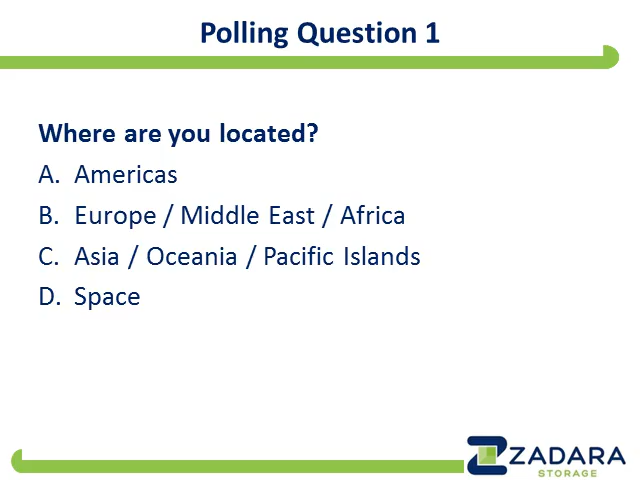 Polling Question 1
Where are you located?
A. Americas
B. Europe / Middle East / Africa
C. Asia / Oceania / Pacific Islands
D. Space
ZADARA
STORAGE